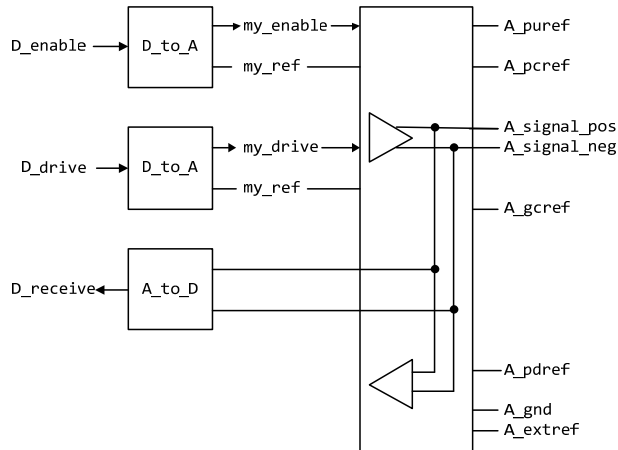 D_enable
D_to_A
my_enable
my_ref
A_puref
A_pcref
D_drive
D_to_A
my_drive
my_ref
A_signal_pos
A_signal_neg
A_gcref
D_receive
A_to_D
A_pdref
A_gnd
A_extref